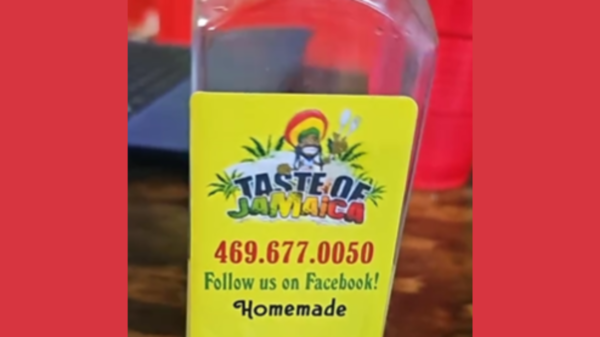 TASTE OF
JAMAICA
469.677.0050
Follow us on Facebook!
Homemade